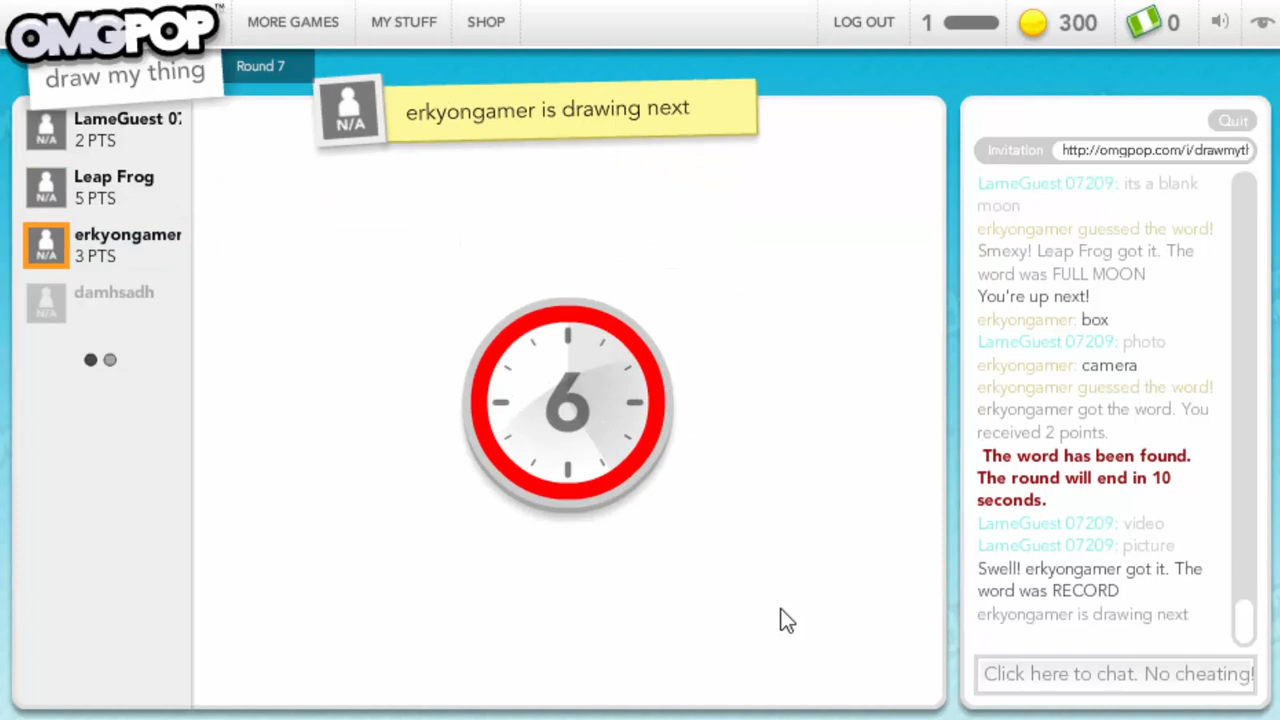 OMGPOP™
MORE GAMES
MY STUFF
SHOP
LOG OUT
1
300
0
draw my thing
Round 7
erkyongamer is drawing next
N/A
N/A
LameGuest 07
2 PTS
N/A
Leap Frog
5 PTS
N/A
erkyongamer
3 PTS
N/A
damhsadh
6
Quit
Invitation
http://omgpop.com/i/drawmyth
LameGuest 07209: its a blank
moon
erkyongamer guessed the word!
Smexy! Leap Frog got it. The
word was FULL MOON
You're up next!
erkyongamer: box
LameGuest 07209: photo
erkyongamer: camera
erkyongamer guessed the word!
erkyongamer got the word. You
received 2 points.
The word has been found.
The round will end in 10
seconds.
LameGuest 07209: video
LameGuest 07209: picture
Swell! erkyongamer got it. The
word was RECORD
erkyongamer is drawing next
Click here to chat. No cheating!